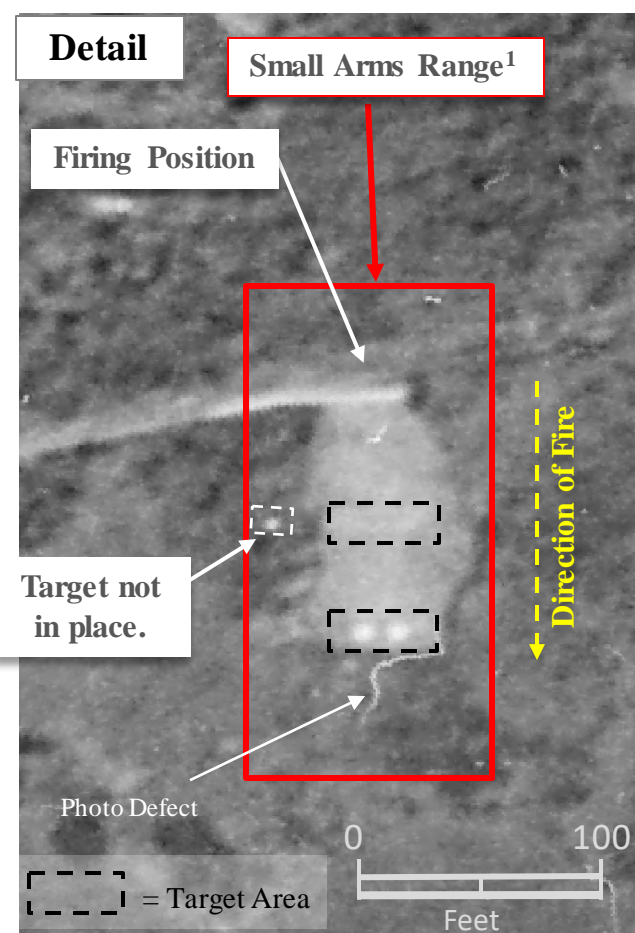 Detail
Small Arms Range¹
Firing Position
Direction of Fire
Target not
in place.
Photo Defect
0 100
Feet
= Target Area